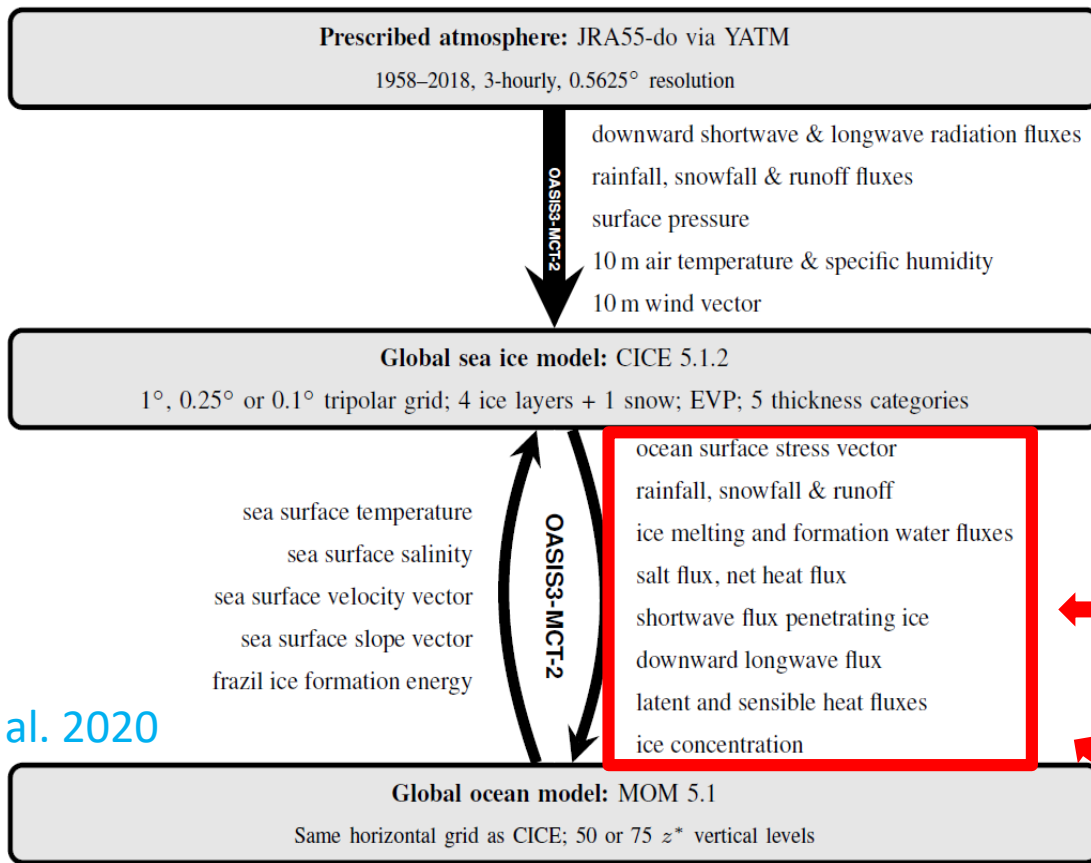 Prescribed atmosphere: JRA55-do via YATM
1958–2018, 3-hourly, 0.5625° resolution
OASIS3-MCT-2
downward shortwave & longwave radiation fluxes
rainfall, snowfall & runoff fluxes
surface pressure
10 m air temperature & specific humidity
10 m wind vector
Global sea ice model: CICE 5.1.2
1°, 0.25° or 0.1° tripolar grid; 4 ice layers + 1 snow; EVP; 5 thickness categories
sea surface temperature
sea surface salinity
sea surface velocity vector
sea surface slope vector
frazil ice formation energy
OASIS3-MCT-2
ocean surface stress vector
rainfall, snowfall & runoff
ice melting and formation water fluxes
salt flux, net heat flux
shortwave flux penetrating ice
downward longwave flux
latent and sensible heat fluxes
ice concentration
al. 2020
Global ocean model: MOM 5.1
Same horizontal grid as CICE; 50 or 75 z* vertical levels